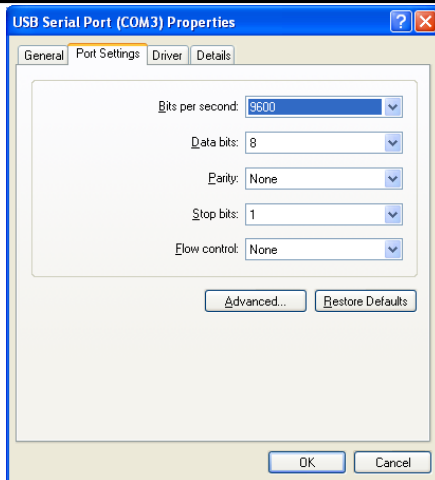 USB Serial Port (COM3) Properties
General Port Settings Driver Details
Bits per second: 9600
Data bits: 8
Parity: None
Stop bits: 1
Flow control: None
Advanced... Restore Defaults
OK Cancel